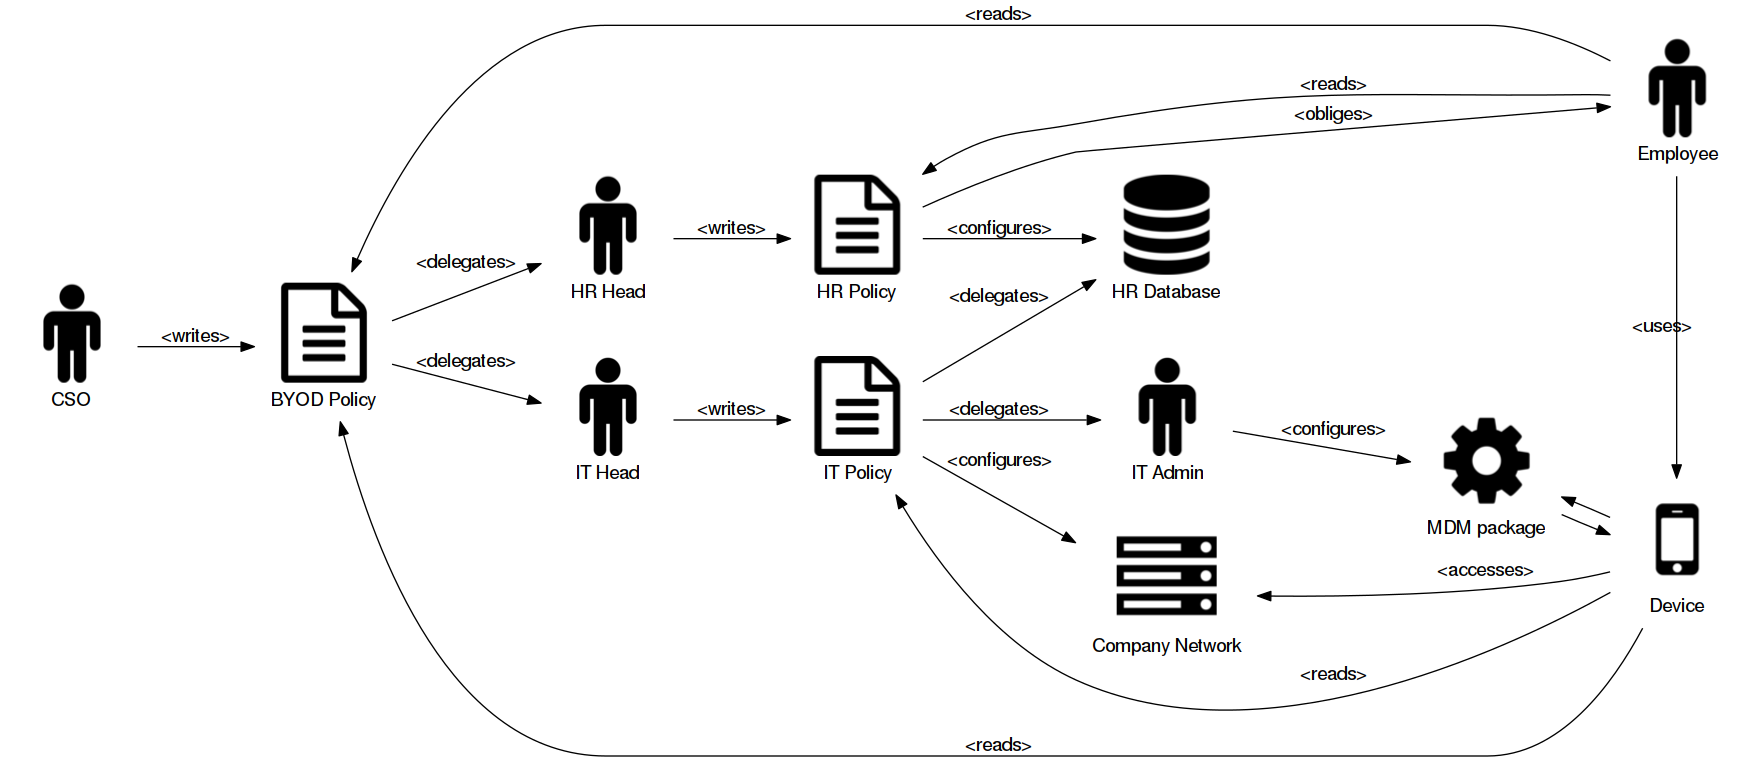 <reads>
<reads>
<obliges>
Employee
<writes>
<configures>
<delegates>
HR Head
HR Policy
<delegates>
HR Database
<uses>
<writes>
CSO
BYOD Policy
<delegates>
<writes>
<delegates>
<configures>
<configures>
IT Head
IT Policy
IT Admin
MDM package
<accesses>
Device
Company Network
<reads>
<reads>